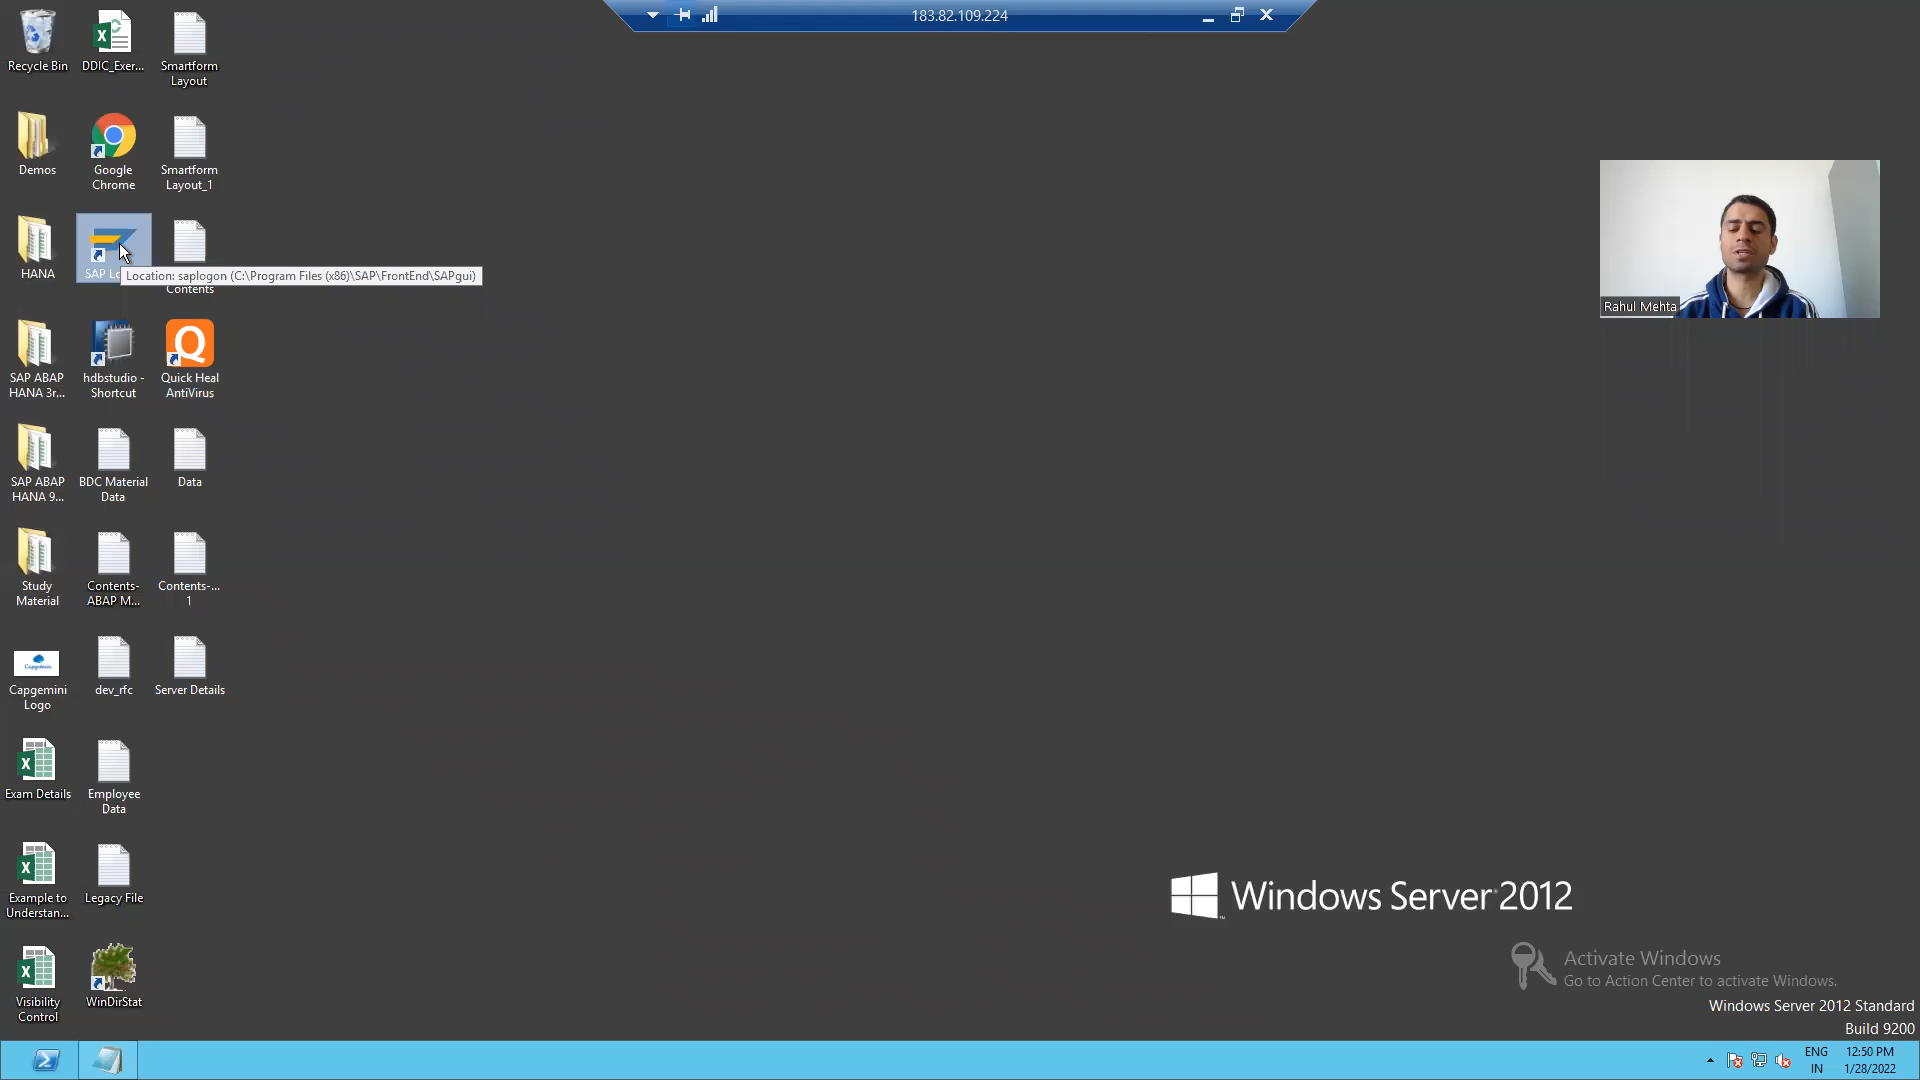 183.82.109.224
Recycle Bin
DDIC_Exer...
Smartform
Layout
Demos
Google
Chrome
Smartform
Layout_1
HANA
SAP Lo
Location: saplogon (C:\Program Files (x86)\SAP\FrontEnd\SAPgui)
Contents
Rahul Mehta
SAP ABAP
HANA 3r...
hdbstudio -
Shortcut
Quick Heal
AntiVirus
SAP ABAP
HANA 9...
BDC Material
Data
Data
Study
Material
Contents-
ABAP M...
Contents-...
1
Capgemini
Capgemini
Logo
dev_rfc
Server Details
Exam Details
Employee
Data
Example to
Understan...
Legacy File
Visibility
Control
WinDirStat
Windows Server 2012
Activate Windows
Go to Action Center to activate Windows.
Windows Server 2012 Standard
Build 9200
ENG
IN
12:50 PM
1/28/2022